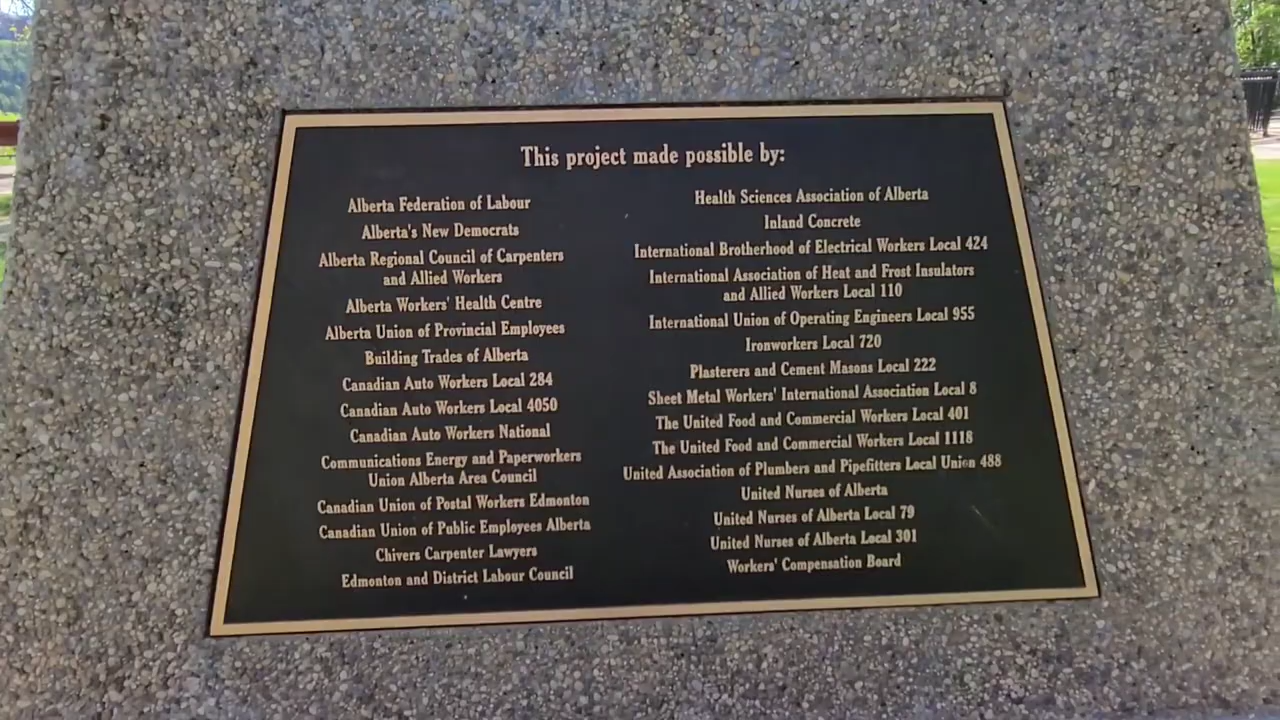 This project made possible by:
Alberta Federation of Labour
Alberta's New Democrats
Alberta Regional Council of Carpenters
and Allied Workers
Alberta Workers' Health Centre
Alberta Union of Provincial Employees
Building Trades of Alberta
Canadian Auto Workers Local 284
Canadian Auto Workers Local 4050
Canadian Auto Workers National
Communications Energy and Paperworkers
Union Alberta Area Council
Canadian Union of Postal Workers Edmonton
Canadian Union of Public Employees Alberta
Chivers Carpenter Lawyers
Edmonton and District Labour Council
Health Sciences Association of Alberta
Inland Concrete
International Brotherhood of Electrical Workers Local 424
International Association of Heat and Frost Insulators
and Allied Workers Local 110
International Union of Operating Engineers Local 955
Ironworkers Local 720
Plasterers and Cement Masons Local 222
Sheet Metal Workers' International Association Local 8
The United Food and Commercial Workers Local 401
The United Food and Commercial Workers Local 1118
United Association of Plumbers and Pipefitters Local Union 488
United Nurses of Alberta
United Nurses of Alberta Local 79
United Nurses of Alberta Local 301
Workers' Compensation Board